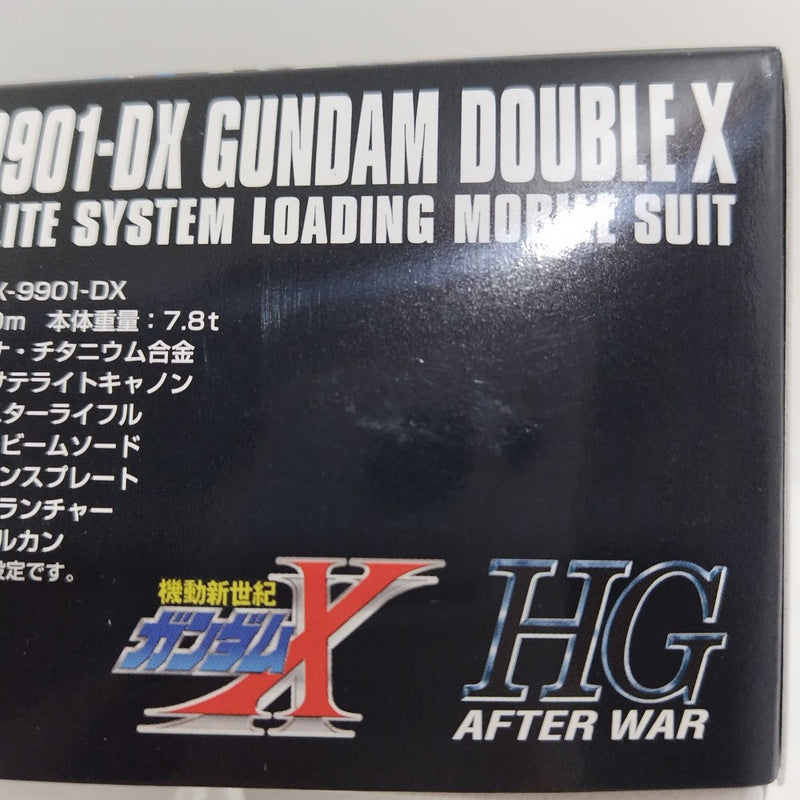 9901-DX GUNDAM DOUBLE X
LITE SYSTEM LOADING MOBILE SUIT
X-9901-DX
0m 本体重量：7.8t
ナ・チタニウム合金
サテライトキャノン
スターライフル
ビームソード
ンスプレート
ランチャー
ルカン
設定です。
機動新世紀
ガンダムX
HG
AFTER WAR